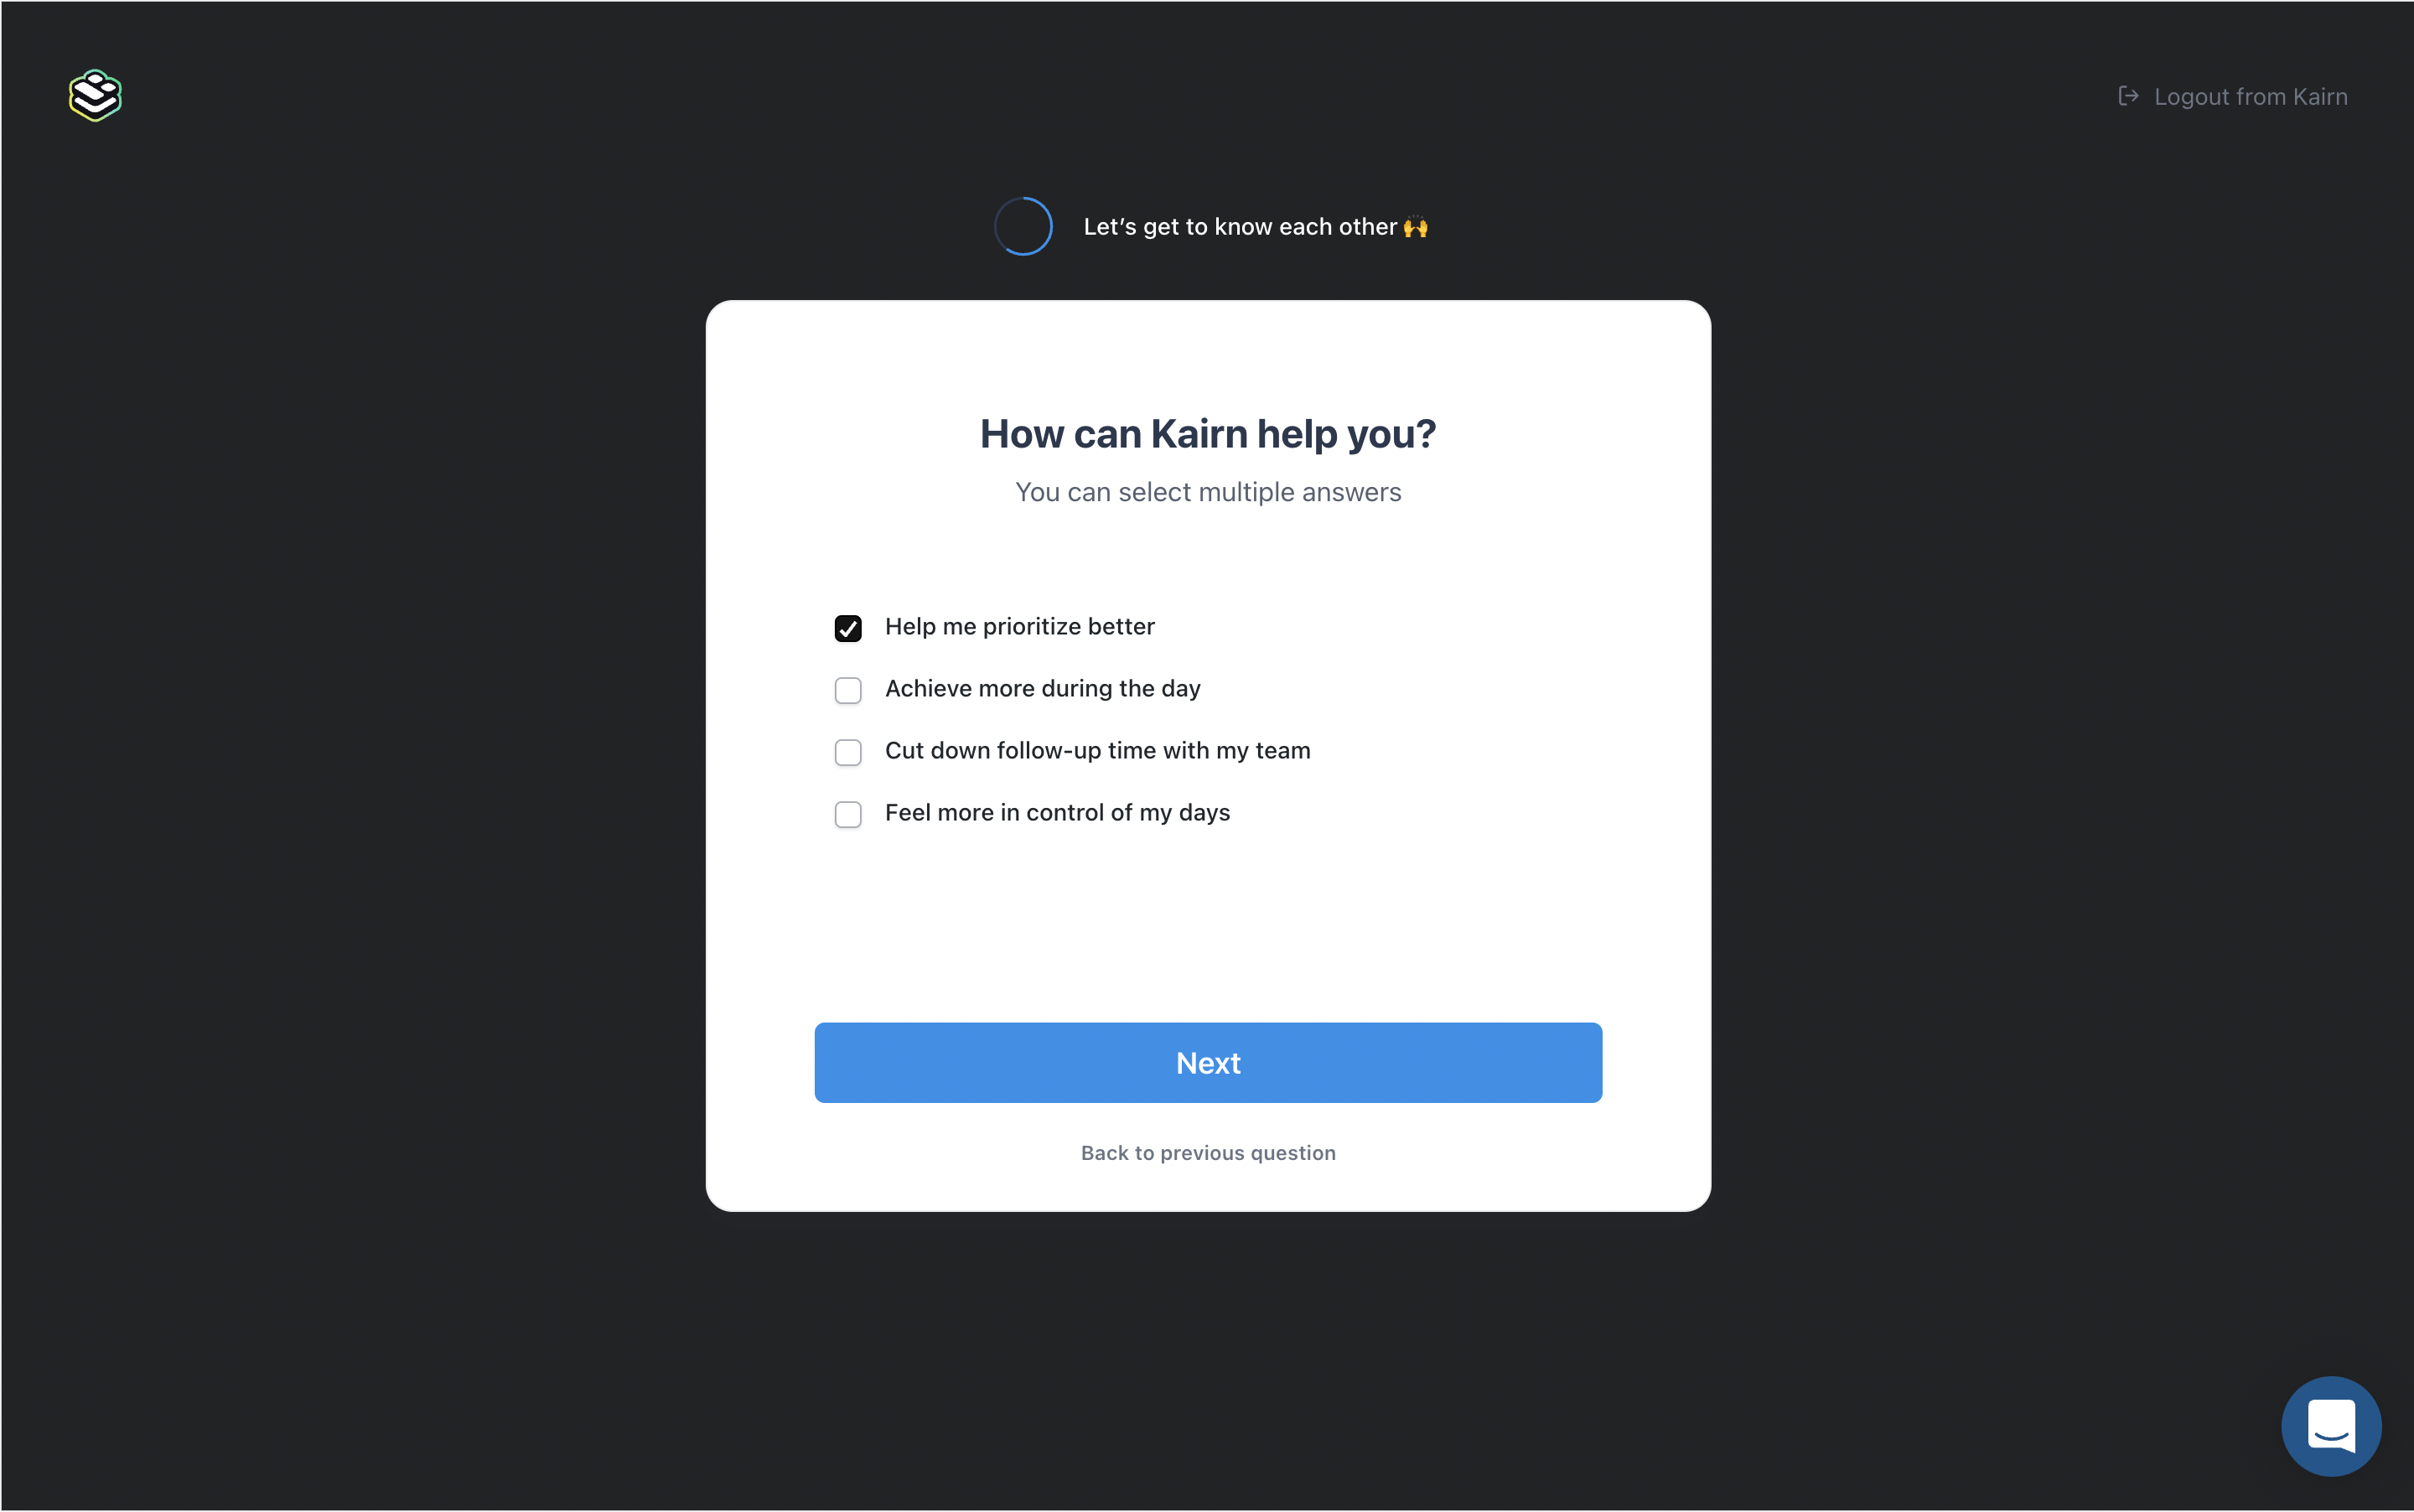 Logout from Kairn
Let’s get to know each other 🙌
How can Kairn help you?
You can select multiple answers
Help me prioritize better
Achieve more during the day
Cut down follow-up time with my team
Feel more in control of my days
Next
Back to previous question